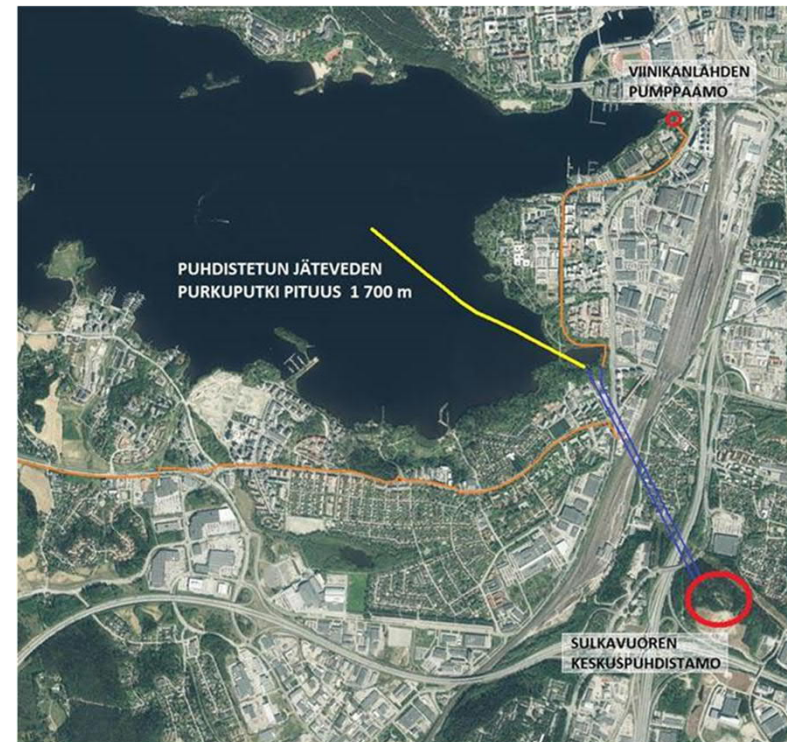 VIINIKANLAHDEN
PUMPPAAMO
PUHDISTETUN JÄTEVEDEN
PURKUPUTKI PITUUS 1 700 m
SULKAVUOREN
KESKUSPUHDISTAMO